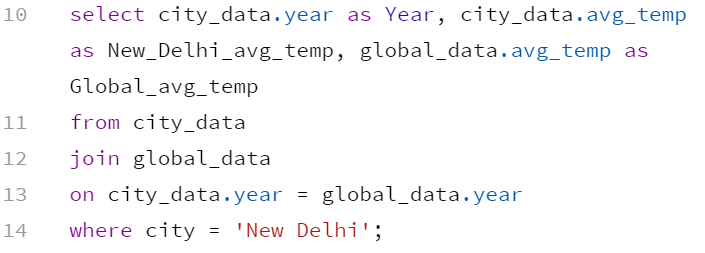 10 select city_data.year as Year, city_data.avg_temp
as New_Delhi_avg_temp, global_data.avg_temp as
Global_avg_temp
11 from city_data
12 join global_data
13 on city_data.year = global_data.year
14 where city = 'New Delhi';